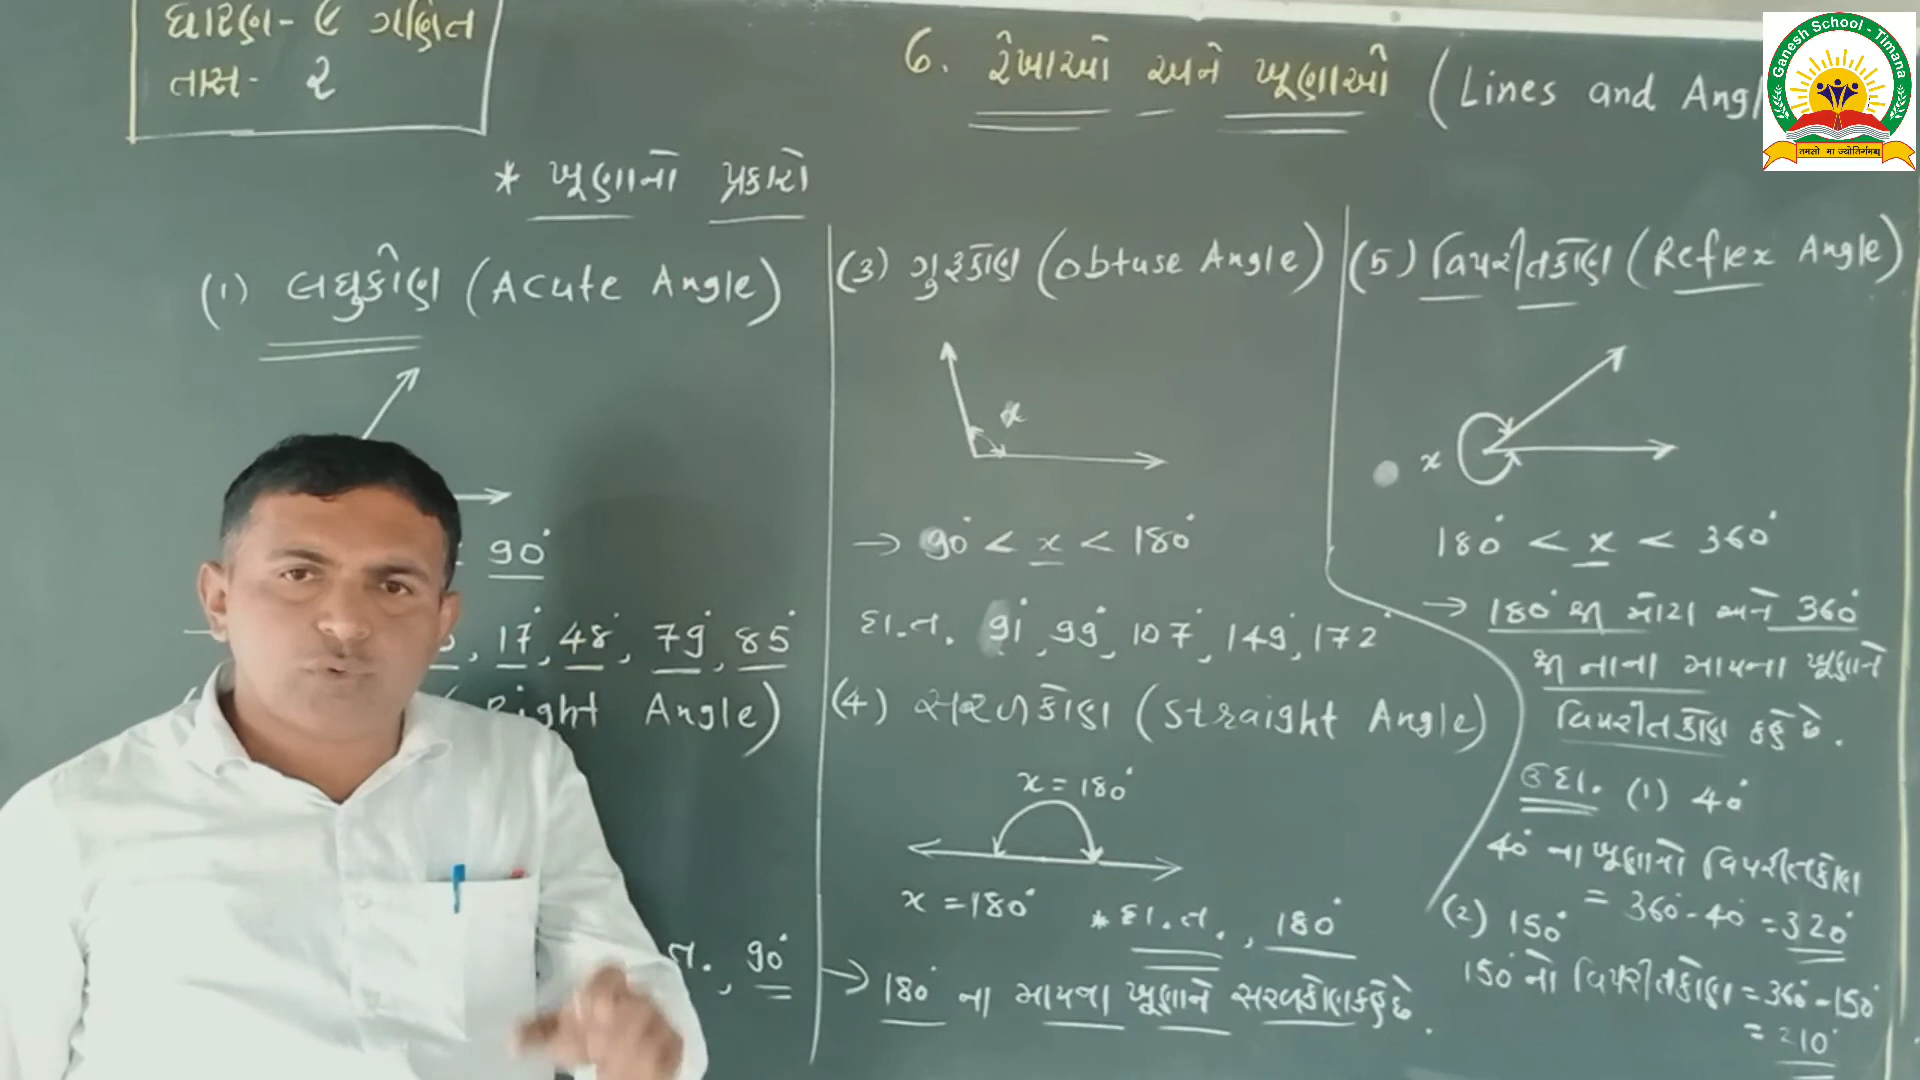 ધોરણ- ૯ ગણિત
તાસ- ૨
6. રેખાઓ અને ખૂણાઓ (Lines and Angl
Ganesh School - Timana
तमसो मा ज्योतिर्गमय
* ખૂણાનો પ્રકારો
(1) લઘુકોણ (Acute Angle)
90°
, 17°, 48°, 79°, 85°
Right Angle)
ત. , 90°
(3) ગુરૂકોણ (Obtuse Angle)
x
→ 90° < x < 180°
દા.ત. 91°, 99°, 107°, 149°, 172°
(4) સરળકોણ (Straight Angle)
x = 180°
x = 180°
* દા.ત. , 180°
→ 180° ના માપના ખૂણાને સરળકોણ કહે છે.
(5) વિપરીતકોણ (Reflex Angle)
x
180° < x < 360°
→ 180° થી મોટા અને 360°
થી નાના માપના ખૂણાને
વિપરીતકોણ કહે છે.
ઉદા. (1) 40°
40° ના ખૂણાનો વિપરીતકોણ
= 360° - 40° = 320°
(2) 150°
150° નો વિપરીતકોણ = 360° - 150°
= 210°